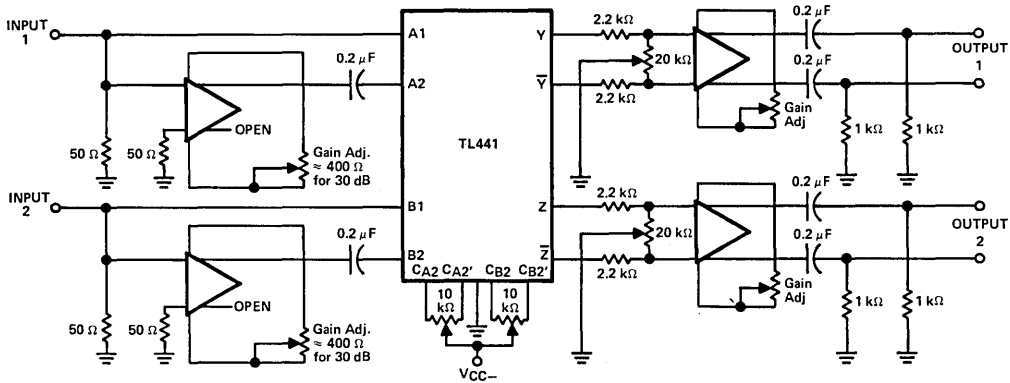 INPUT
1
A1
Y
2.2 kΩ
0.2 μF
OUTPUT
1
0.2 μF
A2
20 kΩ
0.2 μF
Y
2.2 kΩ
OPEN
TL441
Gain
Adj
50 Ω
50 Ω
Gain Adj.
≈ 400 Ω
for 30 dB
1 kΩ
1 kΩ
INPUT
2
B1
Z
2.2 kΩ
0.2 μF
OUTPUT
2
0.2 μF
B2
20 kΩ
0.2 μF
Z
2.2 kΩ
CA2 CA2' CB2 CB2'
OPEN
10
kΩ
10
kΩ
Gain
Adj
50 Ω
50 Ω
Gain Adj.
≈ 400 Ω
for 30 dB
1 kΩ
1 kΩ
VCC−